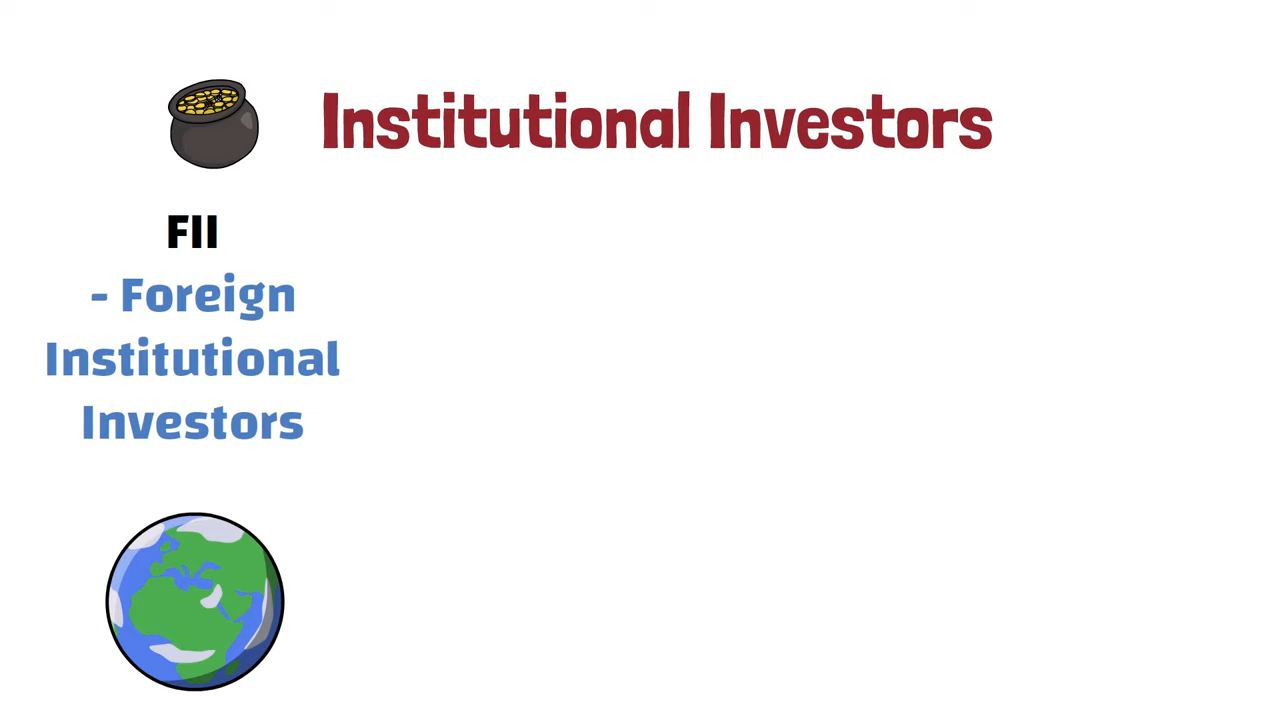 Institutional Investors
FII
- Foreign
Institutional
Investors